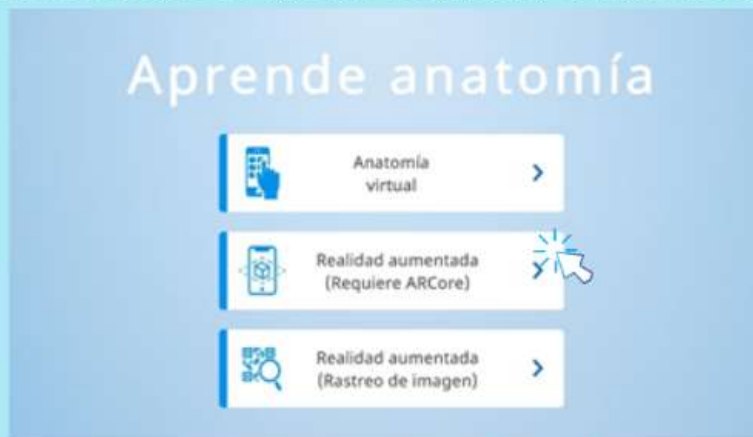 Aprende anatomía
Anatomía
virtual
Realidad aumentada
(Requiere ARCore)
Realidad aumentada
(Rastreo de imagen)